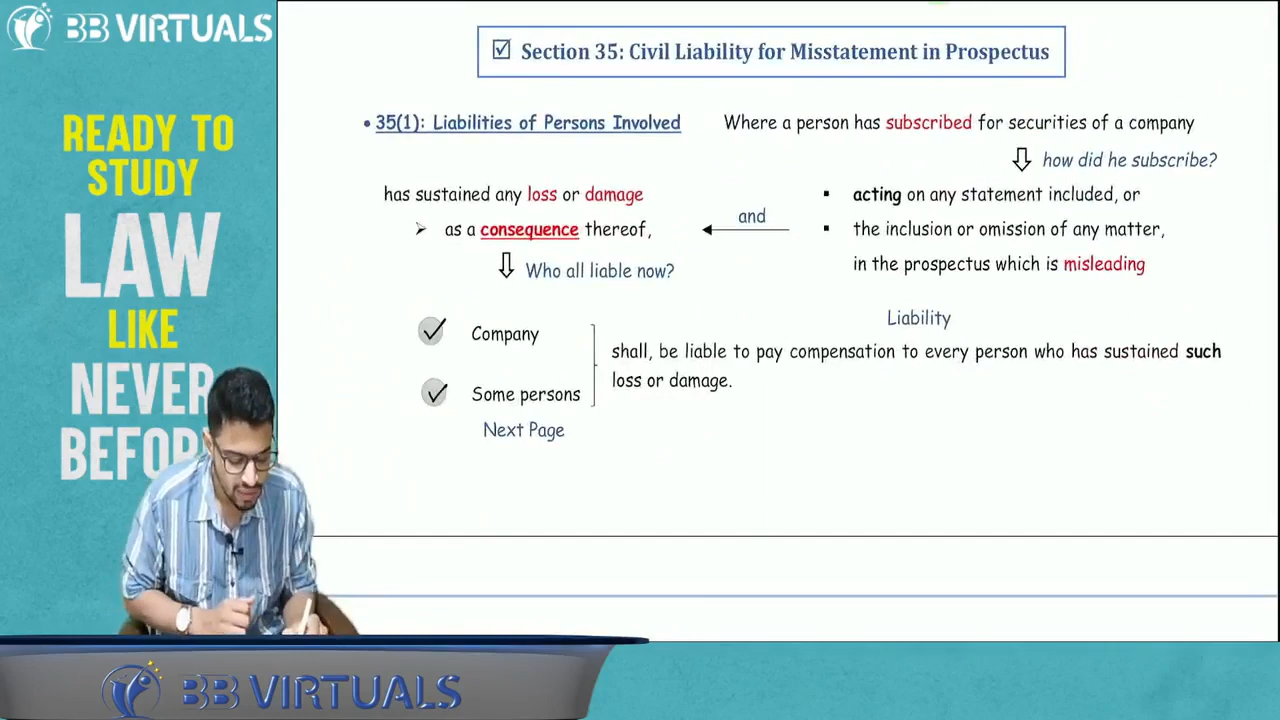 BB VIRTUALS
READY TO
STUDY
LAW
LIKE
NEVER
BEFOR
Section 35: Civil Liability for Misstatement in Prospectus
• 35(1): Liabilities of Persons Involved
Where a person has subscribed for securities of a company
how did he subscribe?
▪ acting on any statement included, or
▪ the inclusion or omission of any matter,
in the prospectus which is misleading
and
has sustained any loss or damage
➢ as a consequence thereof,
Who all liable now?
Company
Some persons
Next Page
Liability
shall, be liable to pay compensation to every person who has sustained such
loss or damage.
BB VIRTUALS